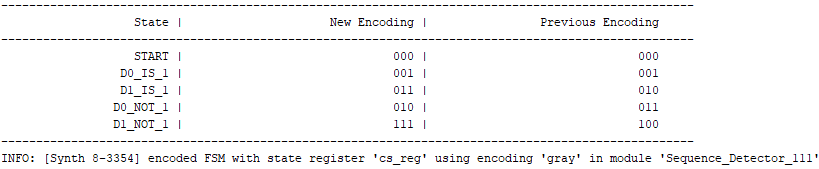 State | New Encoding | Previous Encoding
START | 000 | 000
D0_IS_1 | 001 | 001
D1_IS_1 | 011 | 010
D0_NOT_1 | 010 | 011
D1_NOT_1 | 111 | 100
INFO: [Synth 8-3354] encoded FSM with state register 'cs_reg' using encoding 'gray' in module 'Sequence_Detector_111'